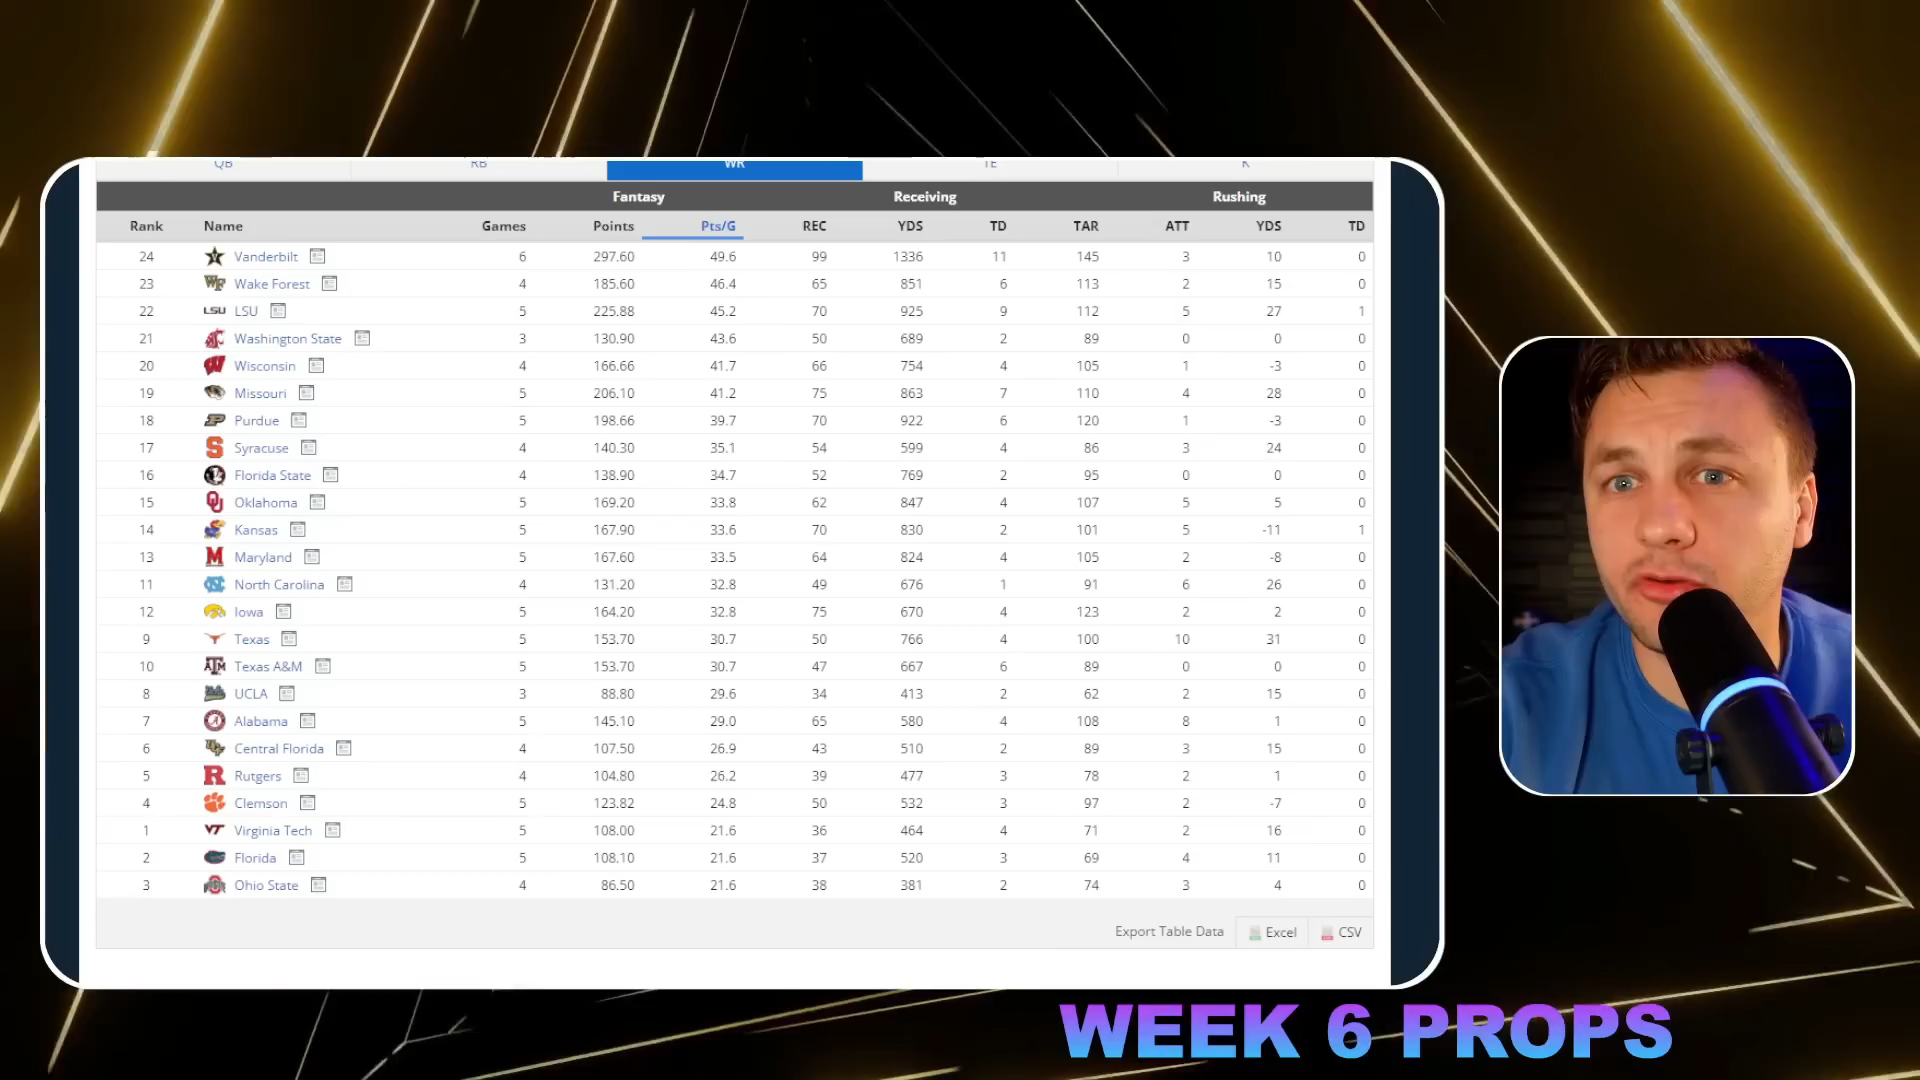 QB RB WR TE K
Fantasy Receiving Rushing
Rank Name Games Points Pts/G REC YDS TD TAR ATT YDS TD
24 Vanderbilt 6 297.60 49.6 99 1336 11 145 3 10 0
23 Wake Forest 4 185.60 46.4 65 851 6 113 2 15 0
22 LSU LSU 5 225.88 45.2 70 925 9 112 5 27 1
21 Washington State 3 130.90 43.6 50 689 2 89 0 0 0
20 Wisconsin 4 166.66 41.7 66 754 4 105 1 -3 0
19 Missouri 5 206.10 41.2 75 863 7 110 4 28 0
18 Purdue 5 198.66 39.7 70 922 6 120 1 -3 0
17 Syracuse 4 140.30 35.1 54 599 4 86 3 24 0
16 Florida State 4 138.90 34.7 52 769 2 95 0 0 0
15 Oklahoma 5 169.20 33.8 62 847 4 107 5 5 0
14 Kansas 5 167.90 33.6 70 830 2 101 5 -11 1
13 Maryland 5 167.60 33.5 64 824 4 105 2 -8 0
11 North Carolina 4 131.20 32.8 49 676 1 91 6 26 0
12 Iowa 5 164.20 32.8 75 670 4 123 2 2 0
9 Texas 5 153.70 30.7 50 766 4 100 10 31 0
10 Texas A&M 5 153.70 30.7 47 667 6 89 0 0 0
8 UCLA 3 88.80 29.6 34 413 2 62 2 15 0
7 Alabama 5 145.10 29.0 65 580 4 108 8 1 0
6 Central Florida 4 107.50 26.9 43 510 2 89 3 15 0
5 Rutgers 4 104.80 26.2 39 477 3 78 2 1 0
4 Clemson 5 123.82 24.8 50 532 3 97 2 -7 0
1 Virginia Tech 5 108.00 21.6 36 464 4 71 2 16 0
2 Florida 5 108.10 21.6 37 520 3 69 4 11 0
3 Ohio State 4 86.50 21.6 38 381 2 74 3 4 0
Export Table Data Excel CSV
WEEK 6 PROPS